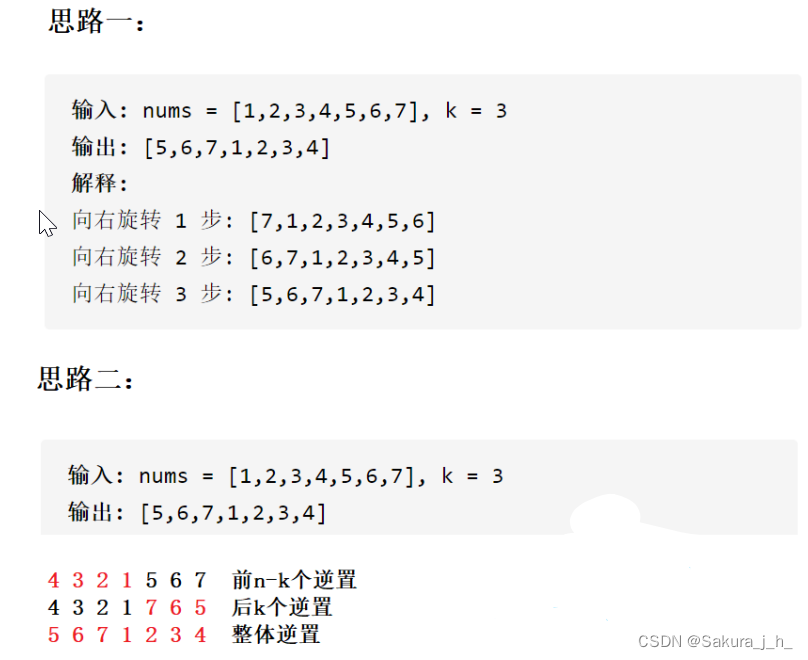 思路一：
输入: nums = [1,2,3,4,5,6,7], k = 3
输出: [5,6,7,1,2,3,4]
解释:
向右旋转 1 步: [7,1,2,3,4,5,6]
向右旋转 2 步: [6,7,1,2,3,4,5]
向右旋转 3 步: [5,6,7,1,2,3,4]
思路二：
输入: nums = [1,2,3,4,5,6,7], k = 3
输出: [5,6,7,1,2,3,4]
4 3 2 1 5 6 7 前n-k个逆置
4 3 2 1 7 6 5 后k个逆置
5 6 7 1 2 3 4 整体逆置
CSDN @Sakura_j_h_